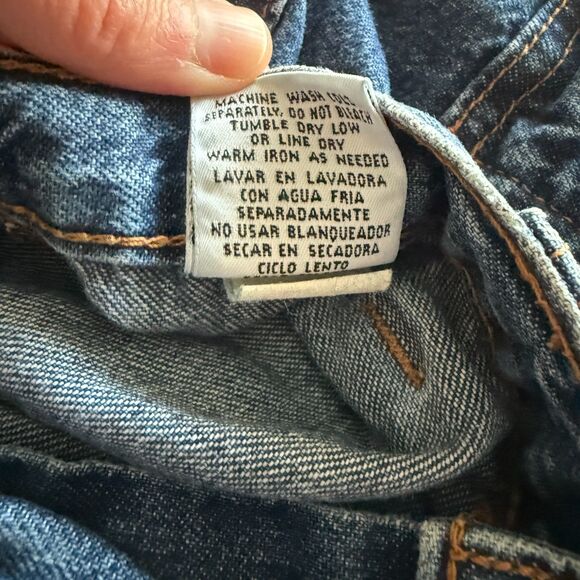 MACHINE WASH COLD
SEPARATELY, DO NOT BLEACH
TUMBLE DRY LOW
OR LINE DRY
WARM IRON AS NEEDED
LAVAR EN LAVADORA
CON AGUA FRIA
SEPARADAMENTE
NO USAR BLANQUEADOR
SECAR EN SECADORA
CICLO LENTO